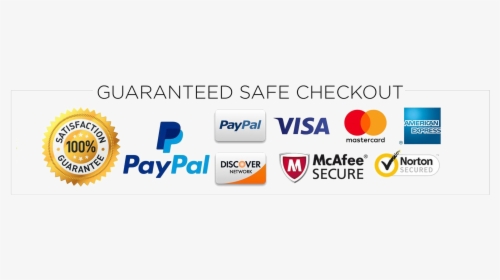 GUARANTEED SAFE CHECKOUT
SATISFACTION
100%
GUARANTEE
PayPal
PayPal
VISA
mastercard
AMERICAN
EXPRESS
DISCOVER
NETWORK
McAfee
SECURE
Norton
SECURED